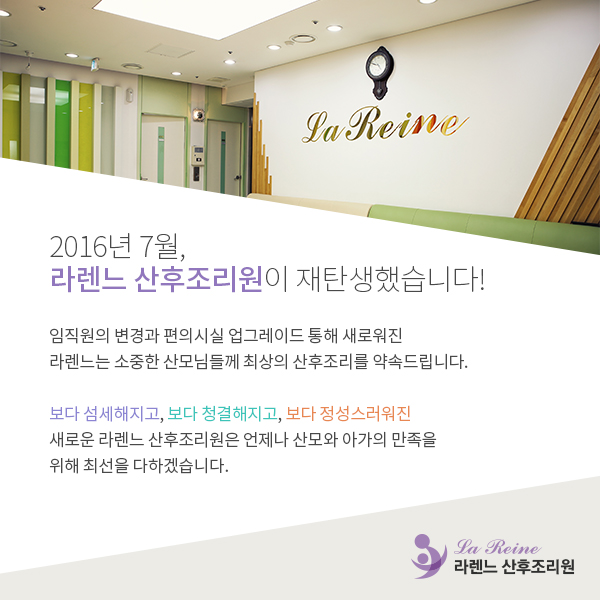 La Reine
2016년 7월,
라렌느 산후조리원이 재탄생했습니다!
임직원의 변경과 편의시실 업그레이드 통해 새로워진
라렌느는 소중한 산모님들께 최상의 산후조리를 약속드립니다.
보다 섬세해지고, 보다 청결해지고, 보다 정성스러워진
새로운 라렌느 산후조리원은 언제나 산모와 아가의 만족을
위해 최선을 다하겠습니다.
La Reine
라렌느 산후조리원